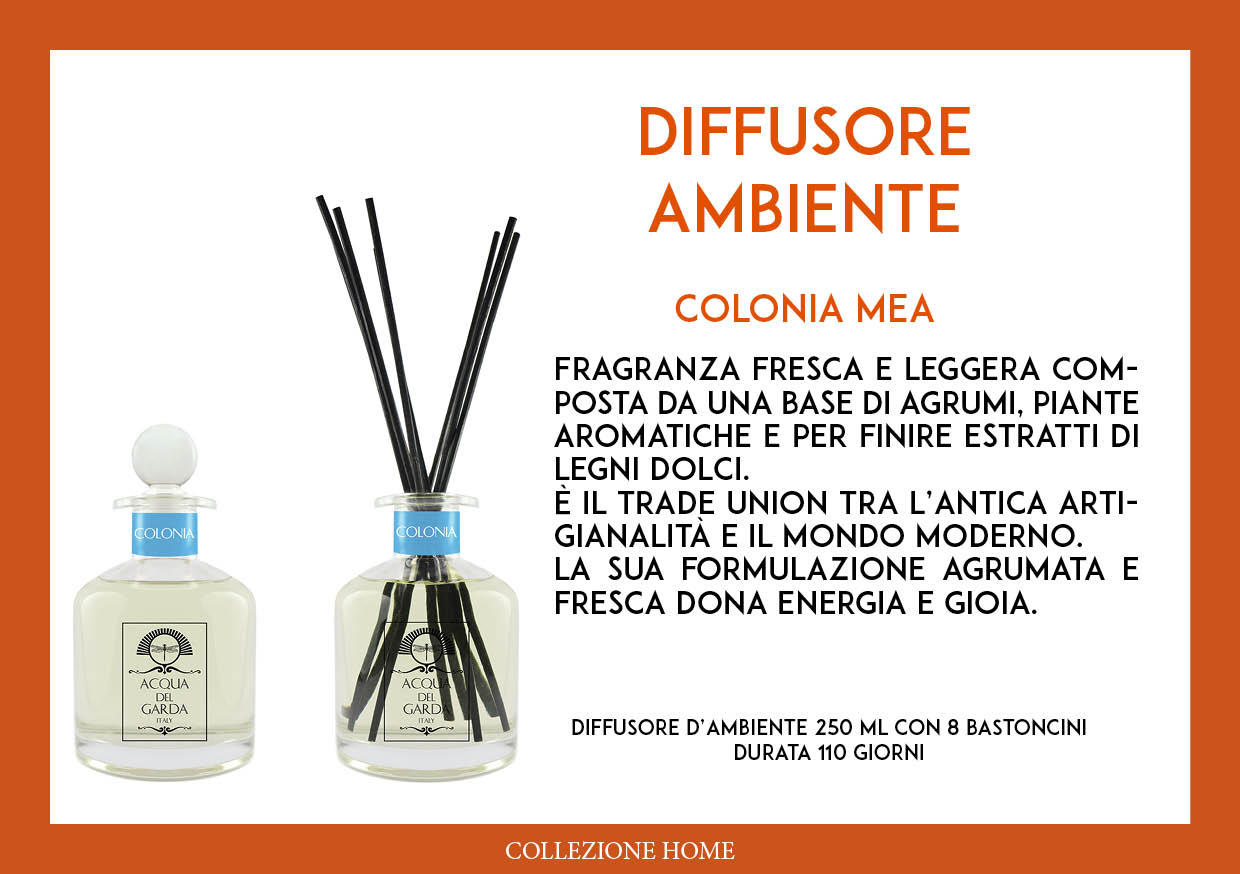 DIFFUSORE
AMBIENTE
COLONIA MEA
FRAGRANZA FRESCA E LEGGERA COM-
POSTA DA UNA BASE DI AGRUMI, PIANTE
AROMATICHE E PER FINIRE ESTRATTI DI
LEGNI DOLCI.
È IL TRADE UNION TRA L'ANTICA ARTI-
GIANALITÀ E IL MONDO MODERNO.
LA SUA FORMULAZIONE AGRUMATA E
FRESCA DONA ENERGIA E GIOIA.
COLONIA
ACQUA
DEL
GARDA
ITALY
COLONIA
ACQUA
DEL
GARDA
ITALY
DIFFUSORE D'AMBIENTE 250 ML CON 8 BASTONCINI
DURATA 110 GIORNI
COLLEZIONE HOME